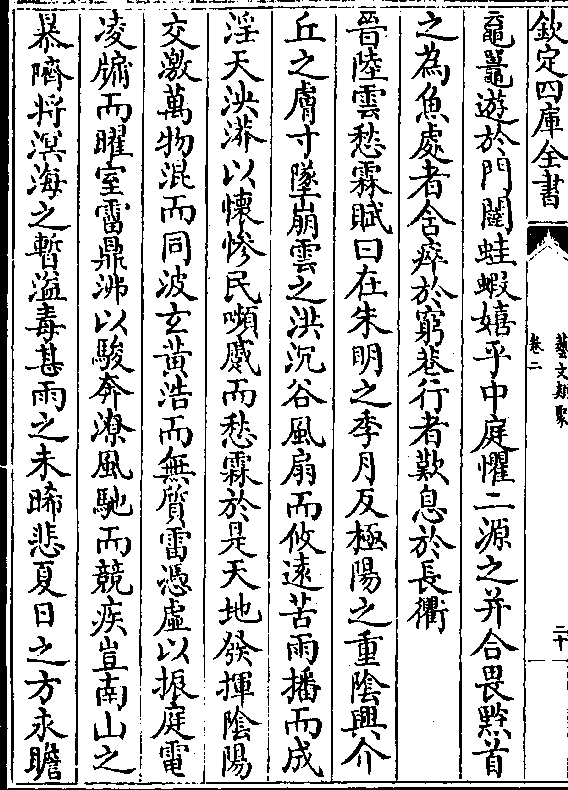 欽定四庫全書
藝文類聚
卷二
二十
黿鼉遊於門闥蛙蝦嬉乎中庭懼二源之并合畏黔首
之為魚處者含瘁於窮巷行者歎息於長衢
晉陸雲愁霖賦曰在朱明之季月反極陽之重陰興介
丘之膚寸墜崩雲之洪沉谷風扇而攸遠苦雨播而成
淫天泱漭以懷慘民嚬蹙而愁霖於是天地發揮陰陽
交激萬物混而同波玄黃浩而無質雷憑虛以振庭電
凌牖而曜室霤鼎沸以駿奔潦風馳而競疾豈南山之
暴隮将溟海之暫溢毒甚雨之未晞悲夏日之方永瞻